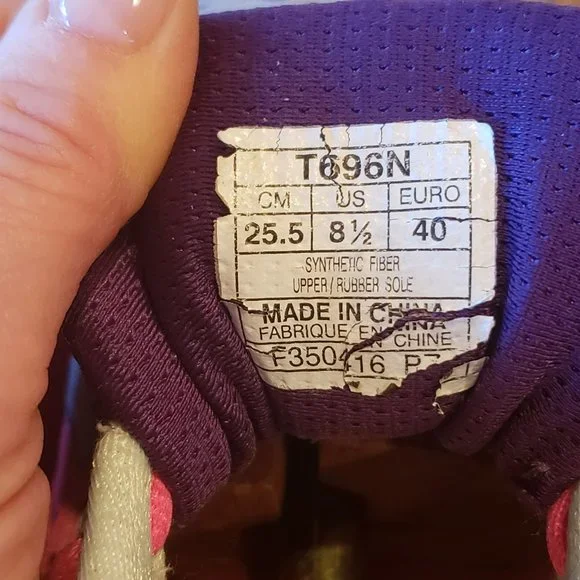 T696N
CM US EURO
25.5 8½ 40
SYNTHETIC FIBER
UPPER/RUBBER SOLE
MADE IN CHINA
FABRIQUE EN CHINE